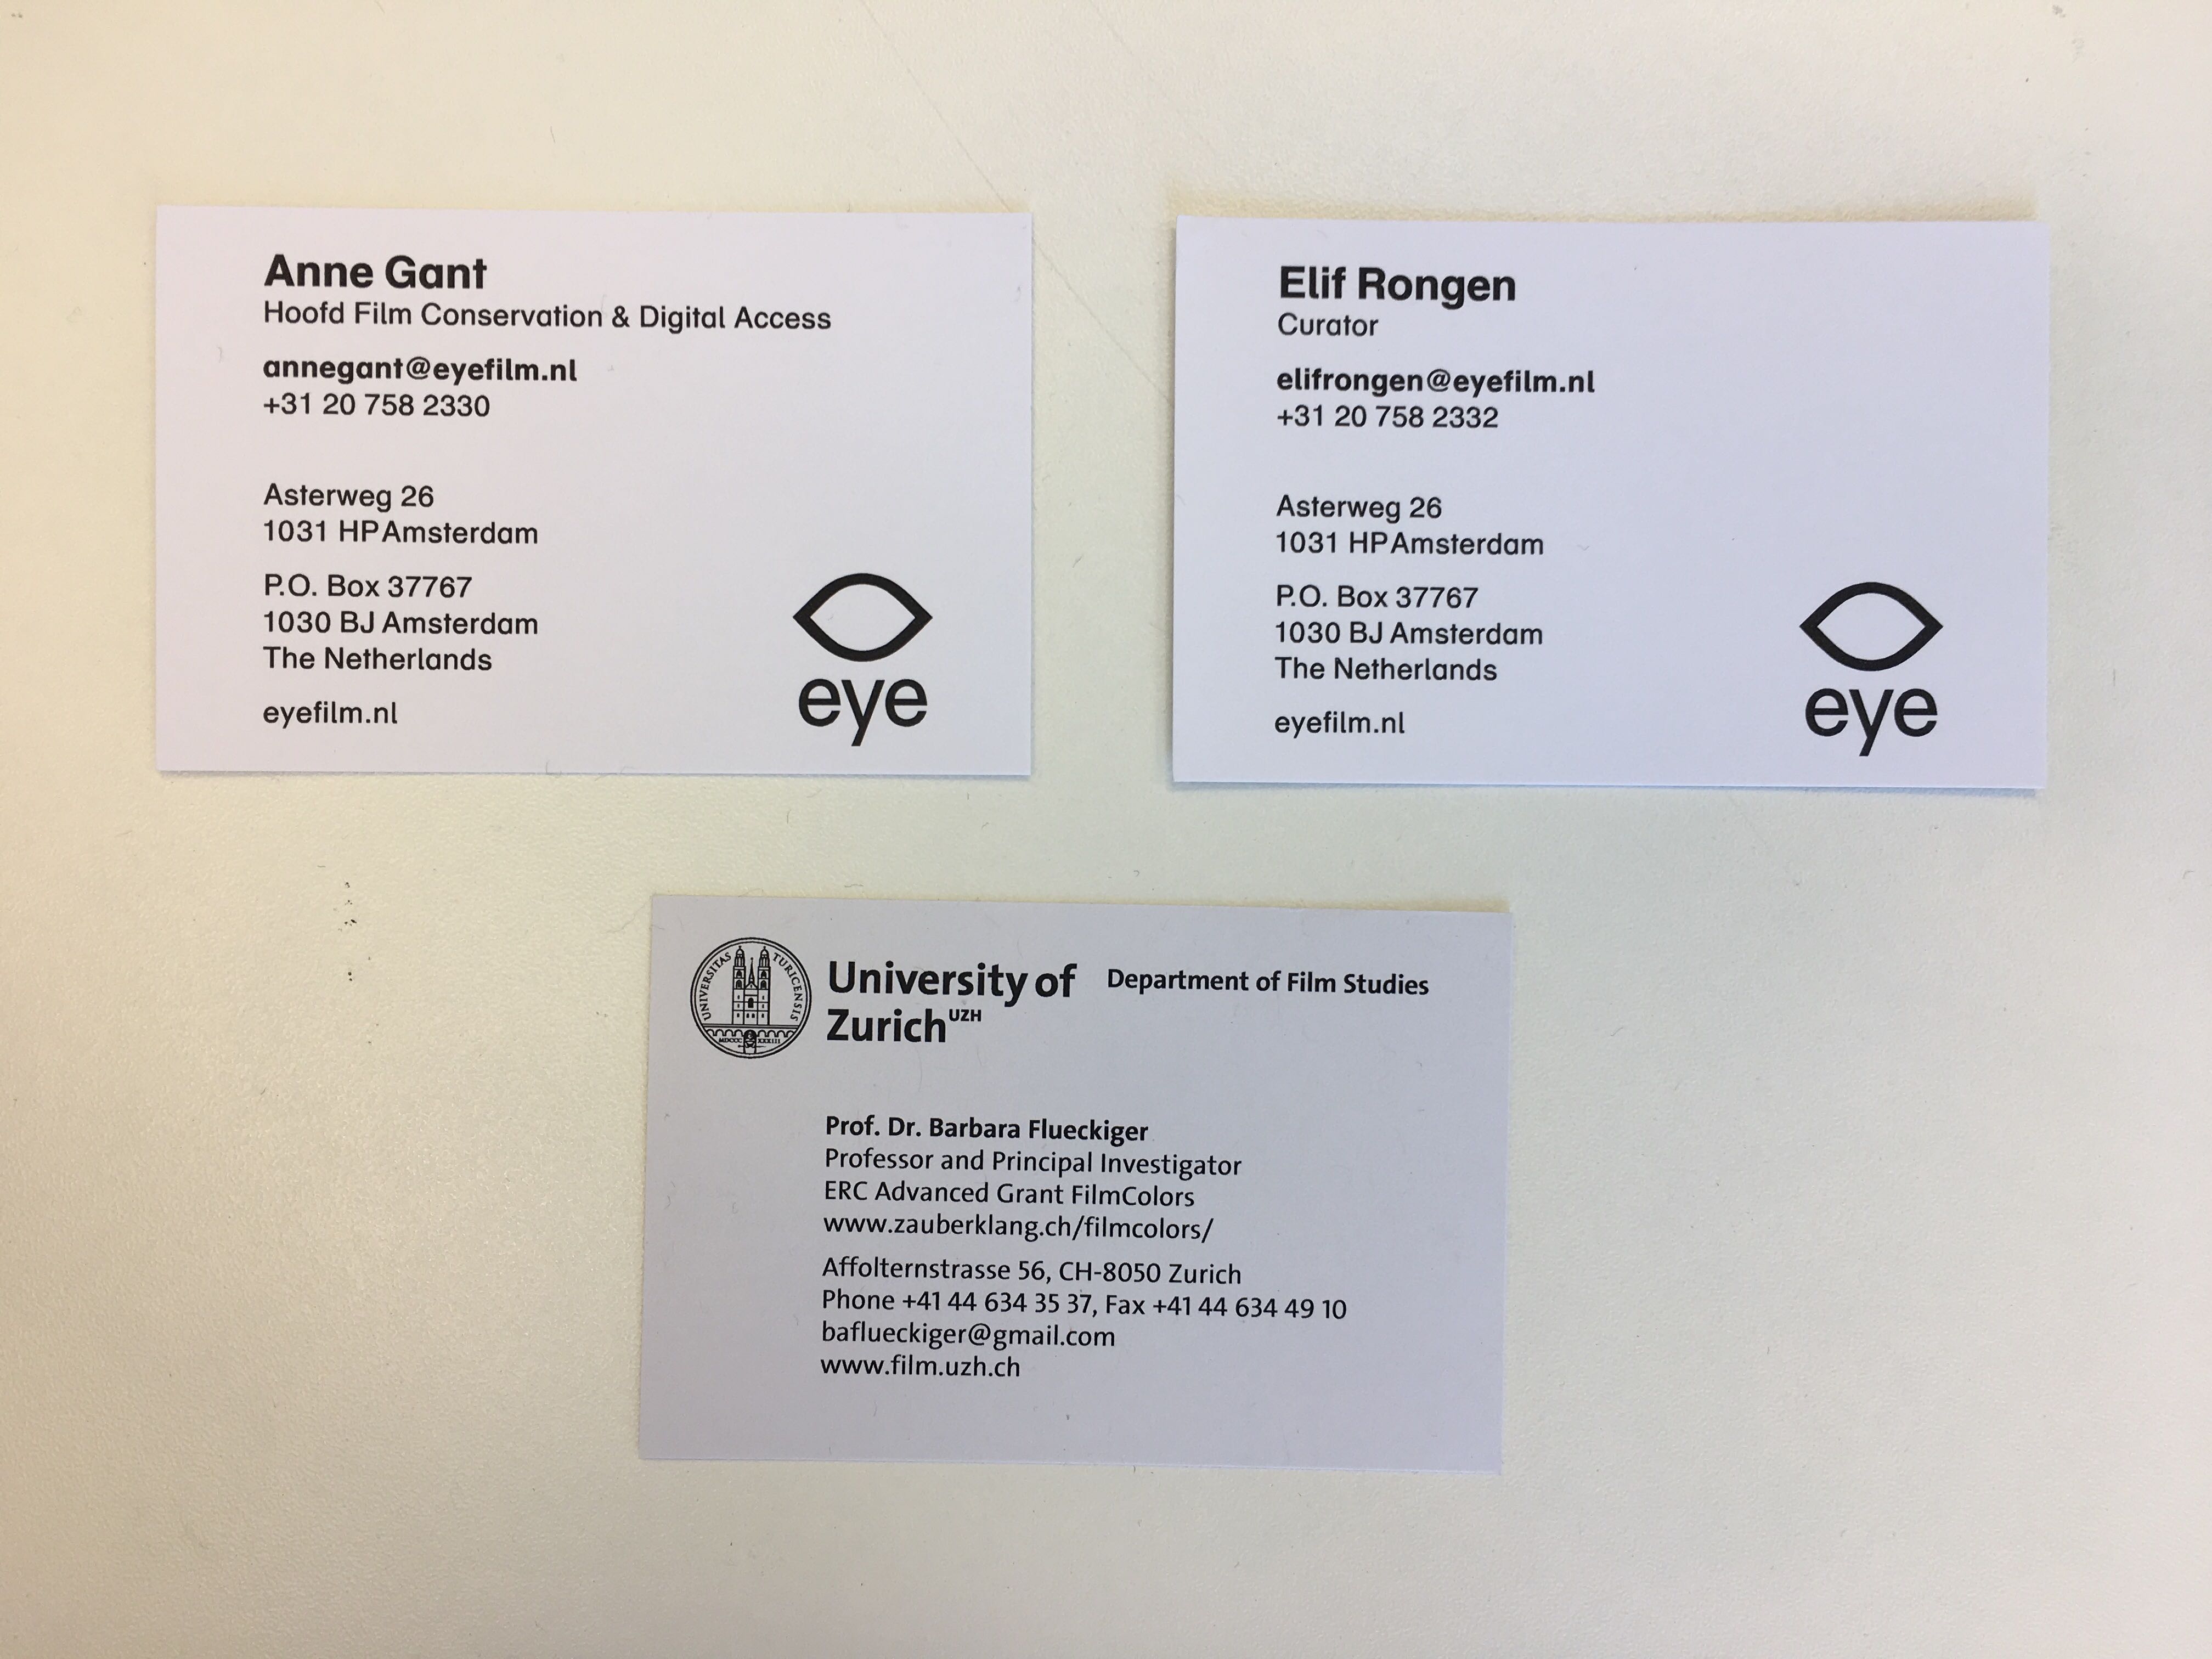 Anne Gant
Hoofd Film Conservation & Digital Access
annegant@eyefilm.nl
+31 20 758 2330
Asterweg 26
1031 HP Amsterdam
P.O. Box 37767
1030 BJ Amsterdam
The Netherlands
eyefilm.nl
eye
Elif Rongen
Curator
elifrongen@eyefilm.nl
+31 20 758 2332
Asterweg 26
1031 HP Amsterdam
P.O. Box 37767
1030 BJ Amsterdam
The Netherlands
eyefilm.nl
eye
UNIVERSITAS TURICENSIS
MDCCC XXXIII
University of
Zurich UZH
Department of Film Studies
Prof. Dr. Barbara Flueckiger
Professor and Principal Investigator
ERC Advanced Grant FilmColors
www.zauberklang.ch/filmcolors/
Affolternstrasse 56, CH-8050 Zurich
Phone +41 44 634 35 37, Fax +41 44 634 49 10
baflueckiger@gmail.com
www.film.uzh.ch